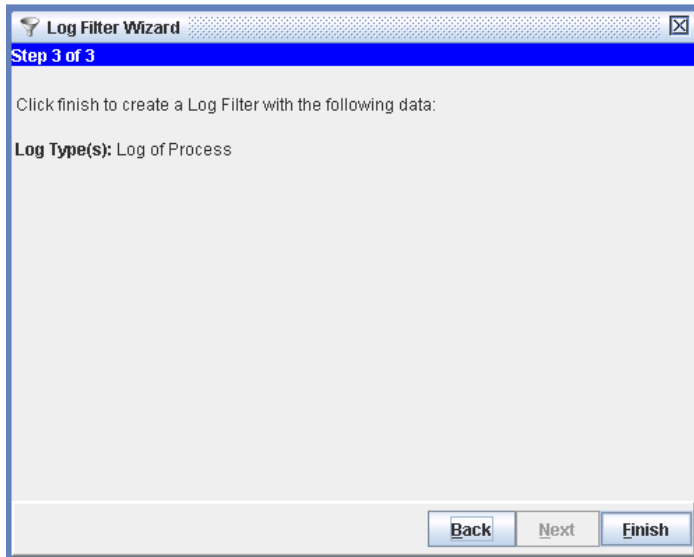 Log Filter Wizard
Step 3 of 3
Click finish to create a Log Filter with the following data:
Log Type(s): Log of Process
Back Next Finish